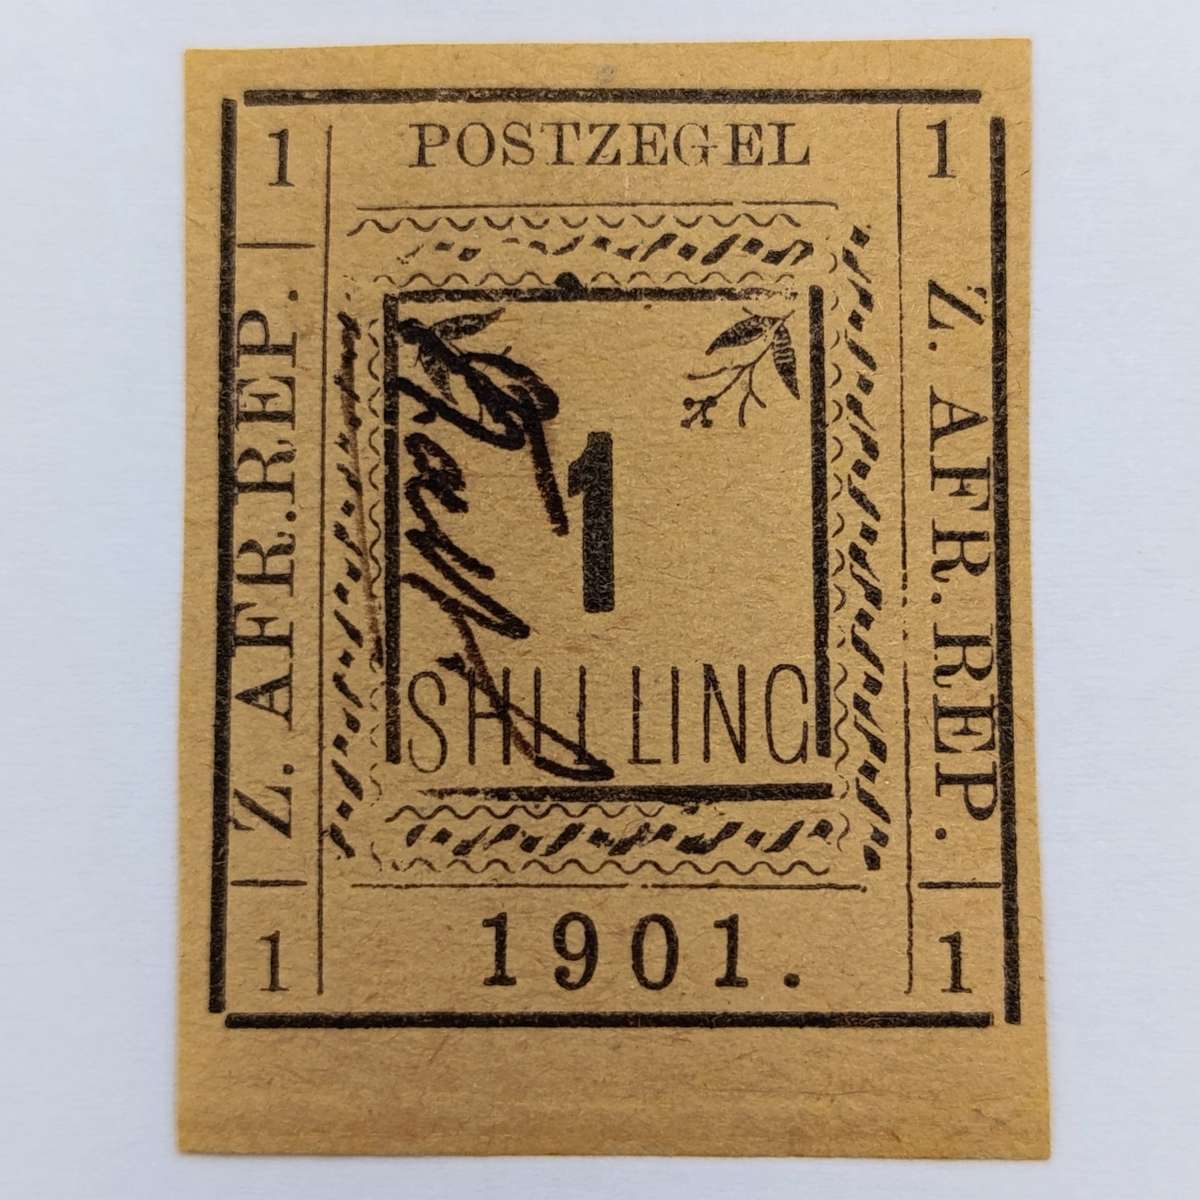 1 POSTZEGEL 1
Z. AFR. REP.
Z. AFR. REP.
1
SHILLING
1 1901. 1